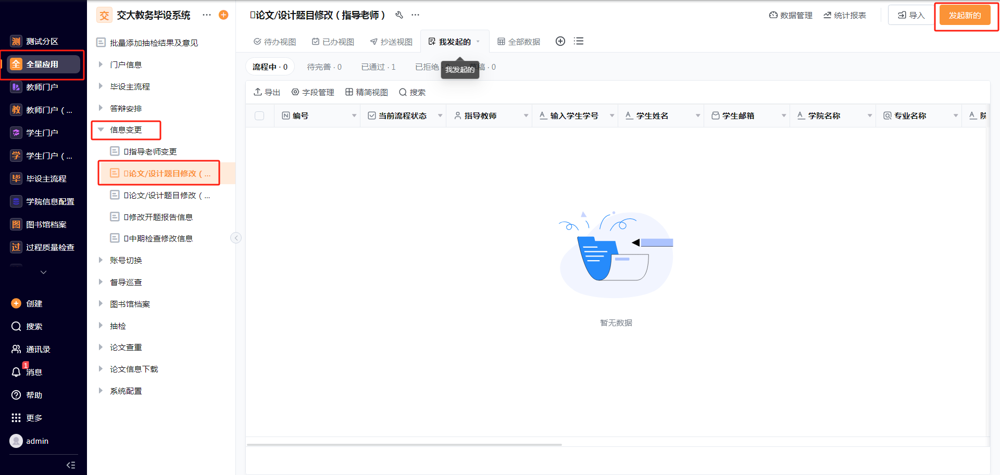 测 测试分区
全 全量应用
教师门户
教 教师门户（...
学生门户
学 学生门户（...
毕 毕设主流程
学院信息配置
图 图书馆档案
过 过程质量检查
创建
搜索
通讯录
1
消息
帮助
更多
admin
交 交大教务毕设系统
批量添加抽检结果及意见
门户信息
毕设主流程
答辩安排
信息变更
指导老师变更
论文/设计题目修改（...
论文/设计题目修改（...
修改开题报告信息
中期检查修改信息
账号切换
督导巡查
图书馆档案
抽检
论文查重
论文信息下载
系统配置
论文/设计题目修改（指导老师）
数据管理 统计报表 导入 发起新的
待办视图 已办视图 抄送视图 我发起的 全部数据
流程中 · 0 待完善 · 0 已通过 · 1 已拒绝 稿 · 0
我发起的
导出 字段管理 精简视图 搜索
编号 当前流程状态 指导教师 输入学生学号 学生姓名 学生邮箱 学院名称 专业名称
暂无数据